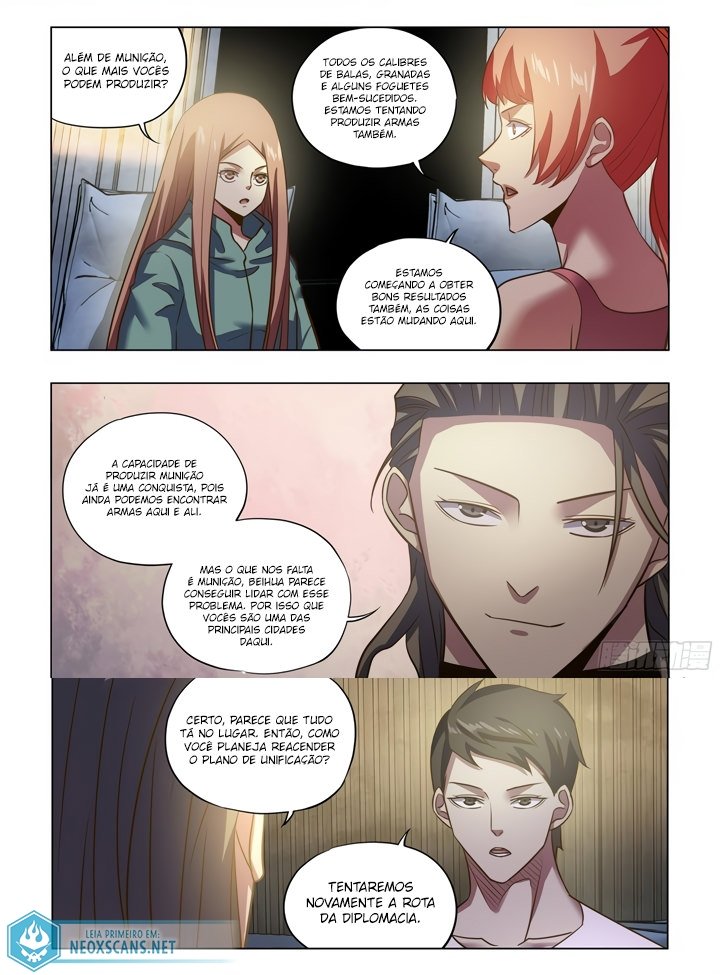 ALÉM DE MUNIÇÃO,
O QUE MAIS VOCÊS
PODEM PRODUZIR?
TODOS OS CALIBRES
DE BALAS, GRANADAS
E ALGUNS FOGUETES
BEM-SUCEDIDOS.
ESTAMOS TENTANDO
PRODUZIR ARMAS
TAMBÉM.
ESTAMOS
COMEÇANDO A OBTER
BONS RESULTADOS
TAMBÉM, AS COISAS
ESTÃO MUDANDO AQUI.
A CAPACIDADE DE
PRODUZIR MUNIÇÃO
JÁ É UMA CONQUISTA, POIS
AINDA PODEMOS ENCONTRAR
ARMAS AQUI E ALI.
MAS O QUE NOS FALTA
É MUNIÇÃO, BEIHUA PARECE
CONSEGUIR LIDAR COM ESSE
PROBLEMA. POR ISSO QUE
VOCÊS SÃO UMA DAS
PRINCIPAIS CIDADES
DAQUI.
腾讯动漫
CERTO, PARECE QUE TUDO
TÁ NO LUGAR. ENTÃO, COMO
VOCÊ PLANEJA REACENDER
O PLANO DE UNIFICAÇÃO?
TENTAREMOS
NOVAMENTE A ROTA
DA DIPLOMACIA.
LEIA PRIMEIRO EM:
NEOXSCANS.NET